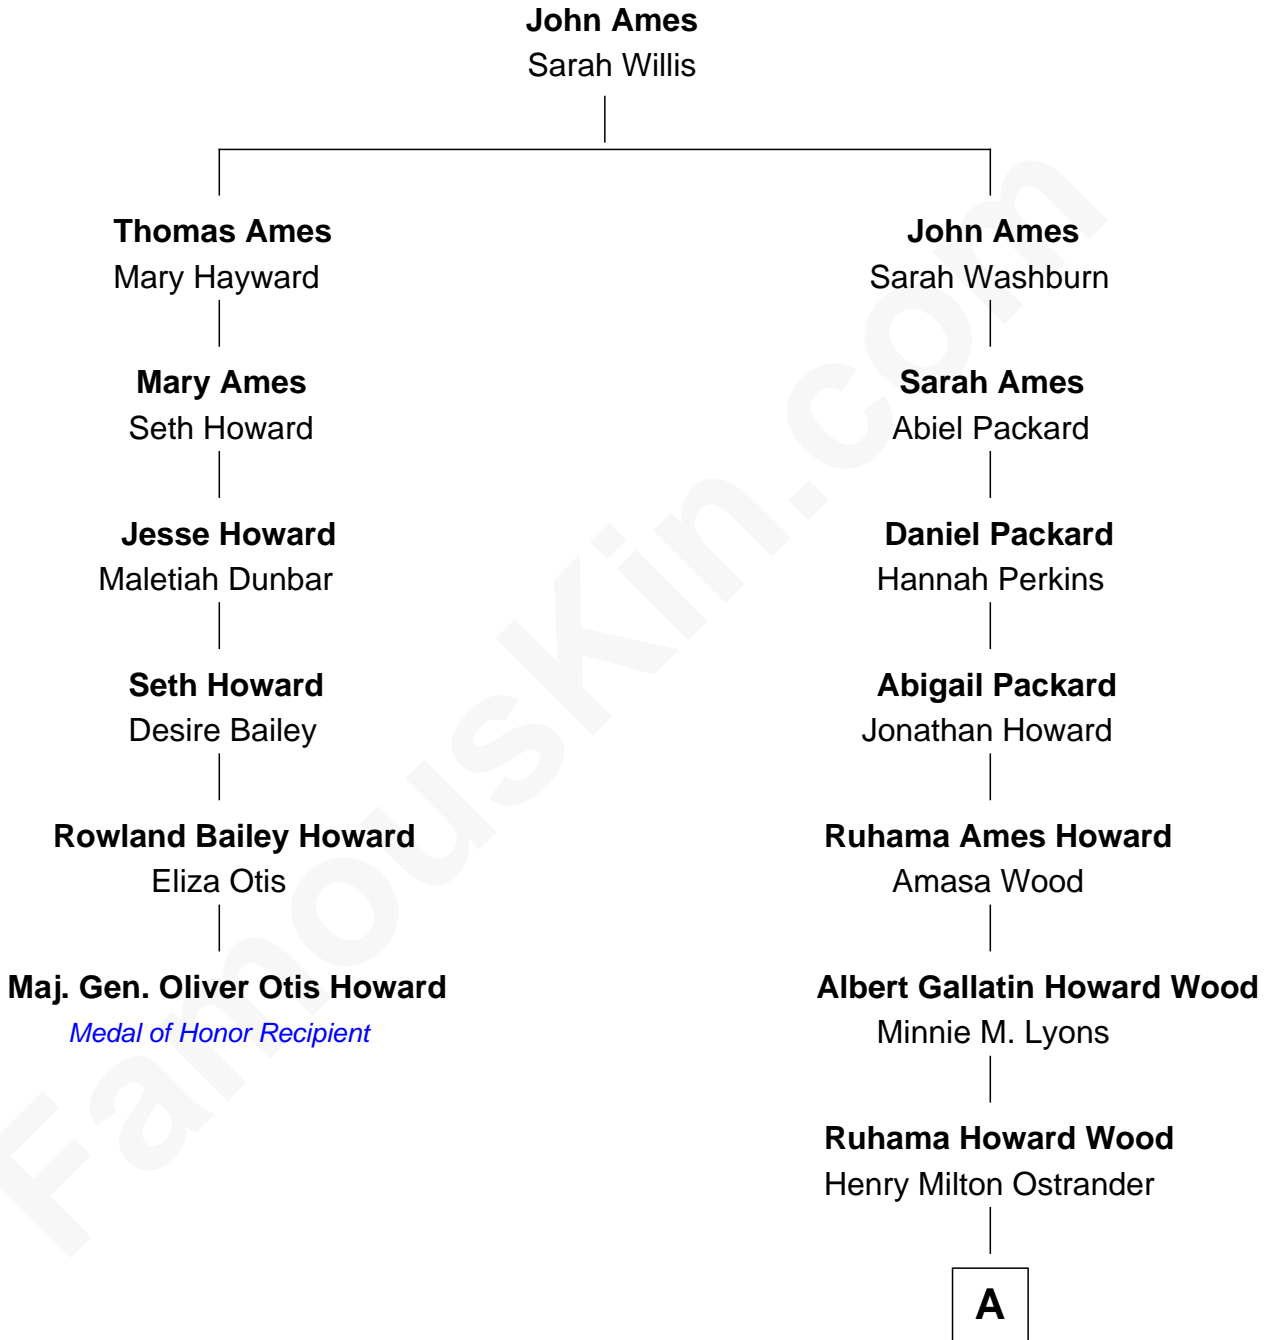 John Ames
Sarah Willis
Thomas Ames
Mary Hayward
John Ames
Sarah Washburn
Mary Ames
Seth Howard
Sarah Ames
Abiel Packard
Jesse Howard
Maletiah Dunbar
Daniel Packard
Hannah Perkins
Seth Howard
Desire Bailey
Abigail Packard
Jonathan Howard
Rowland Bailey Howard
Eliza Otis
Ruhama Ames Howard
Amasa Wood
Maj. Gen. Oliver Otis Howard
Medal of Honor Recipient
Albert Gallatin Howard Wood
Minnie M. Lyons
Ruhama Howard Wood
Henry Milton Ostrander
A
FamousKin.com